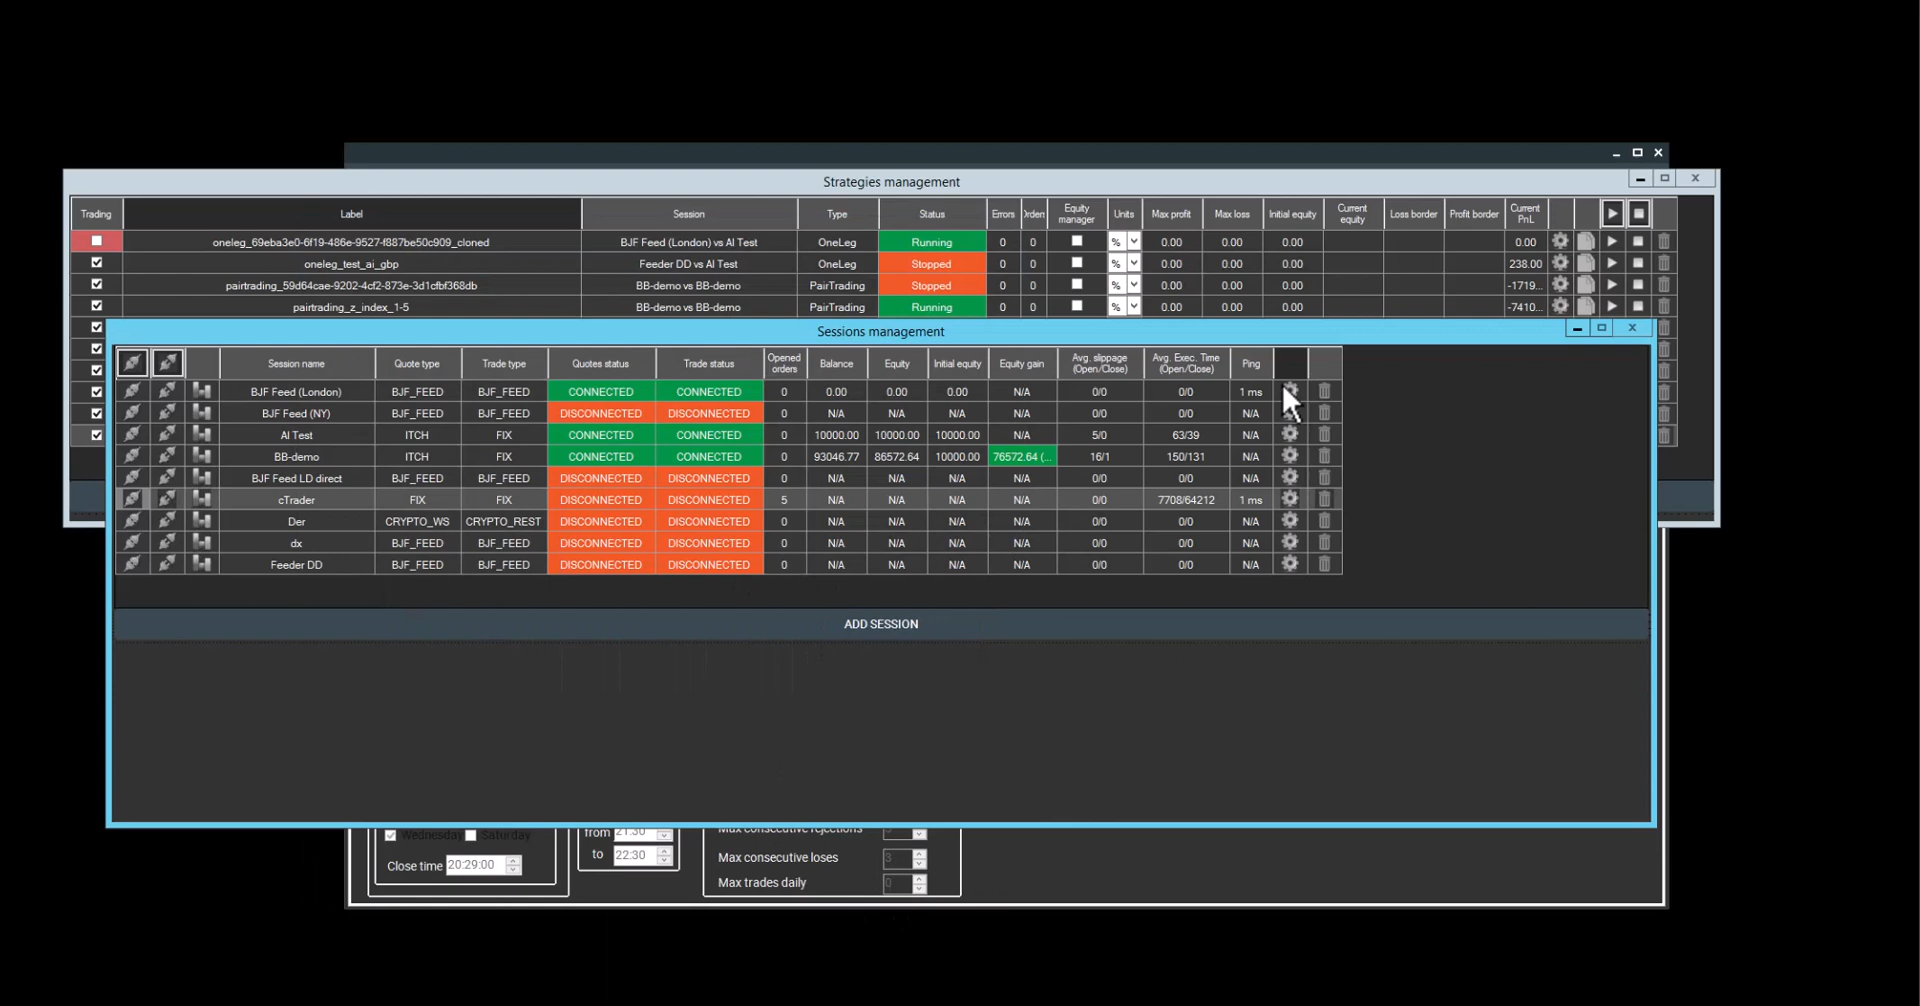 Strategies management
Trading Label Session Type Status Errors Equity manager Units Max profit Max loss Initial equity Current equity Loss border Profit border Current PnL
oneleg_69eba3e0-6f19-486e-9527-f887be50c909_cloned BJF Feed (London) vs AI Test OneLeg Running 0 0 % 0.00 0.00 0.00 0.00
oneleg_test_ai_gbp Feeder DD vs AI Test OneLeg Stopped 0 0 % 0.00 0.00 0.00 238.00
pairtrading_59d64cae-9202-4cf2-873e-3d1cfbf368db BB-demo vs BB-demo PairTrading Stopped 0 0 % 0.00 0.00 0.00 -1719...
pairtrading_z_index_1-5 BB-demo vs BB-demo PairTrading Running 0 0 % 0.00 0.00 0.00 -7410...
Sessions management
Session name Quote type Trade type Quotes status Trade status Opened orders Balance Equity Initial equity Equity gain Avg. slippage (Open/Close) Avg. Exec. Time (Open/Close) Ping
BJF Feed (London) BJF_FEED BJF_FEED CONNECTED CONNECTED 0 0.00 0.00 0.00 N/A 0/0 0/0 1 ms
BJF Feed (NY) BJF_FEED BJF_FEED DISCONNECTED DISCONNECTED 0 N/A N/A N/A N/A 0/0 0/0 N/A
AI Test ITCH FIX CONNECTED CONNECTED 0 10000.00 10000.00 10000.00 N/A 5/0 63/39 N/A
BB-demo ITCH FIX CONNECTED CONNECTED 0 93046.77 86572.64 10000.00 76572.64 (... 16/1 150/131 N/A
BJF Feed LD direct BJF_FEED BJF_FEED DISCONNECTED DISCONNECTED 0 N/A N/A N/A N/A 0/0 0/0 N/A
cTrader FIX FIX DISCONNECTED DISCONNECTED 5 N/A N/A N/A N/A 0/0 7708/64212 1 ms
Der CRYPTO_WS CRYPTO_REST DISCONNECTED DISCONNECTED 0 N/A N/A N/A N/A 0/0 0/0 N/A
dx BJF_FEED BJF_FEED DISCONNECTED DISCONNECTED 0 N/A N/A N/A N/A 0/0 0/0 N/A
Feeder DD BJF_FEED BJF_FEED DISCONNECTED DISCONNECTED 0 N/A N/A N/A N/A 0/0 0/0 N/A
ADD SESSION
Wednesday Saturday from 21:30 Max consecutive rejections
Close time 20:29:00 to 22:30 Max consecutive loses 3
Max trades daily 0